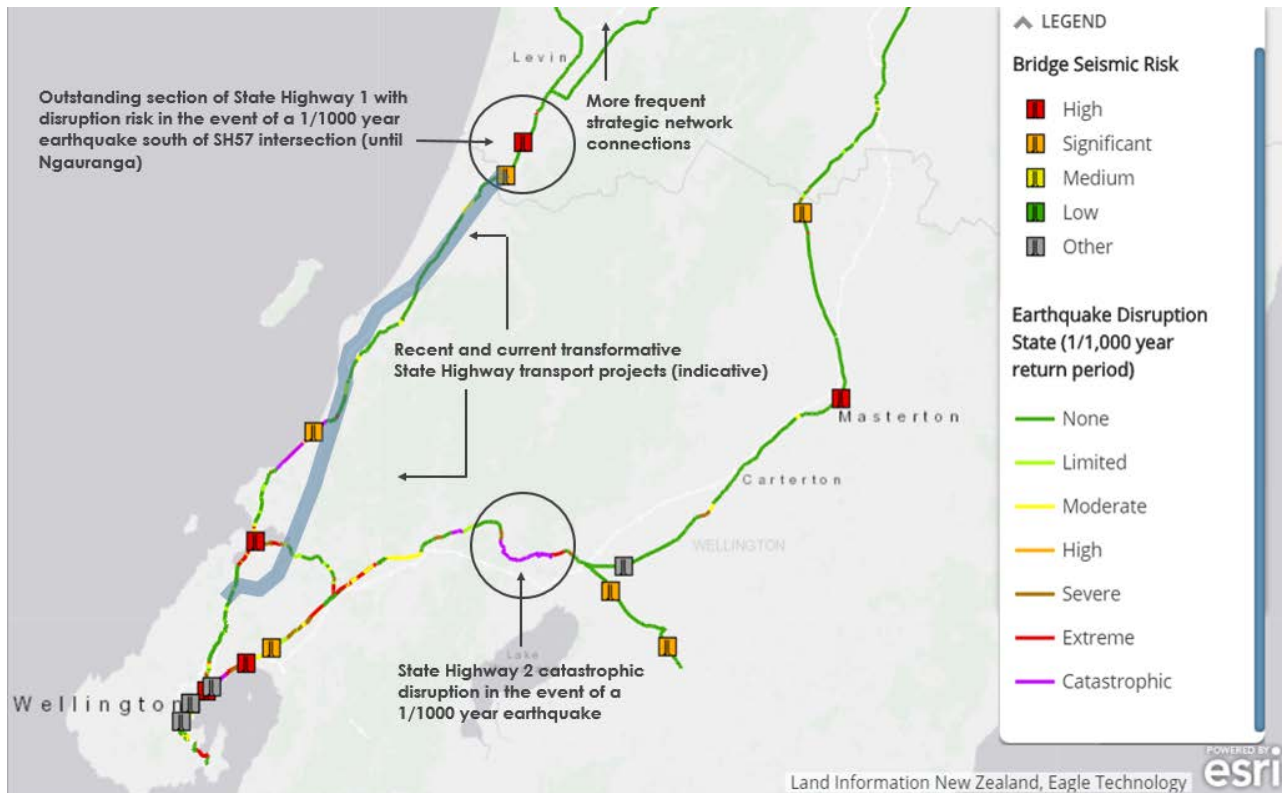 Levin
Outstanding section of State Highway 1 with
disruption risk in the event of a 1/1000 year
earthquake south of SH57 intersection (until
Ngauranga)
More frequent
strategic network
connections
Recent and current transformative
State Highway transport projects (indicative)
Masterton
Carterton
WELLINGTON
Lake
State Highway 2 catastrophic
disruption in the event of a
1/1000 year earthquake
Wellington
LEGEND
Bridge Seismic Risk
High
Significant
Medium
Low
Other
Earthquake Disruption
State (1/1,000 year
return period)
None
Limited
Moderate
High
Severe
Extreme
Catastrophic
Land Information New Zealand, Eagle Technology
POWERED BY
esri